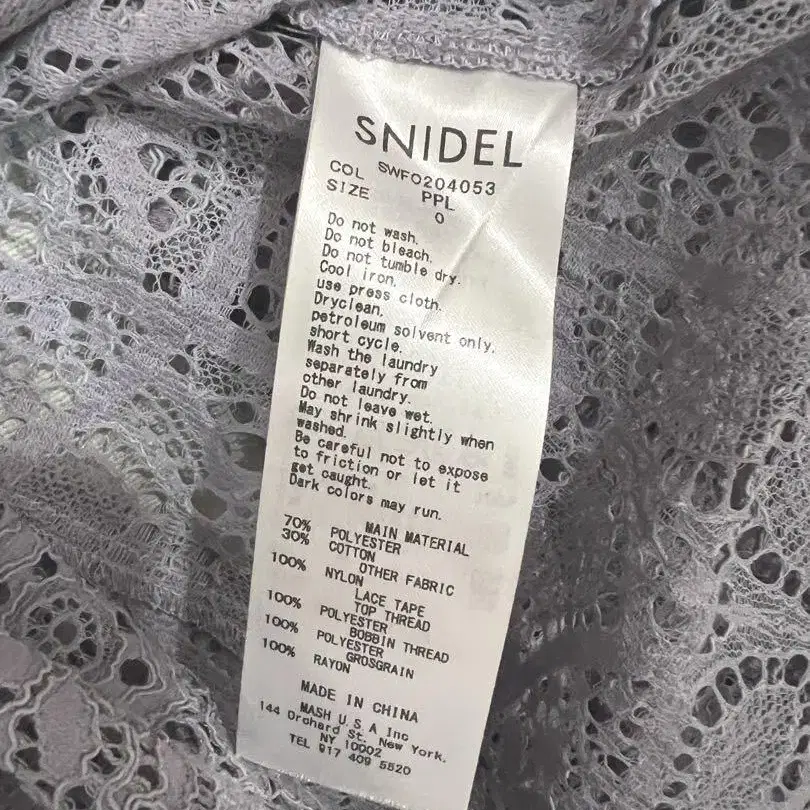 SNIDEL
SWFO204053
COL PPL
SIZE 0
Do not wash.
Do not bleach.
Do not tumble dry.
Cool iron,
use press cloth.
Dryclean,
petroleum solvent only,
short cycle.
Wash the laundry
separately from
other laundry.
Do not leave wet.
May shrink slightly when
washed.
Be careful not to expose
to friction or let it
get caught.
Dark colors may run.
MAIN MATERIAL
70% POLYESTER
30% COTTON
OTHER FABRIC
100% NYLON
LACE TAPE
TOP THREAD
100% POLYESTER
BOBBIN THREAD
100% POLYESTER
GROSGRAIN
100% RAYON
MADE IN CHINA
MASH U S A Inc
144 Orchard St. New York.
NY 10002
TEL 917 409 5520